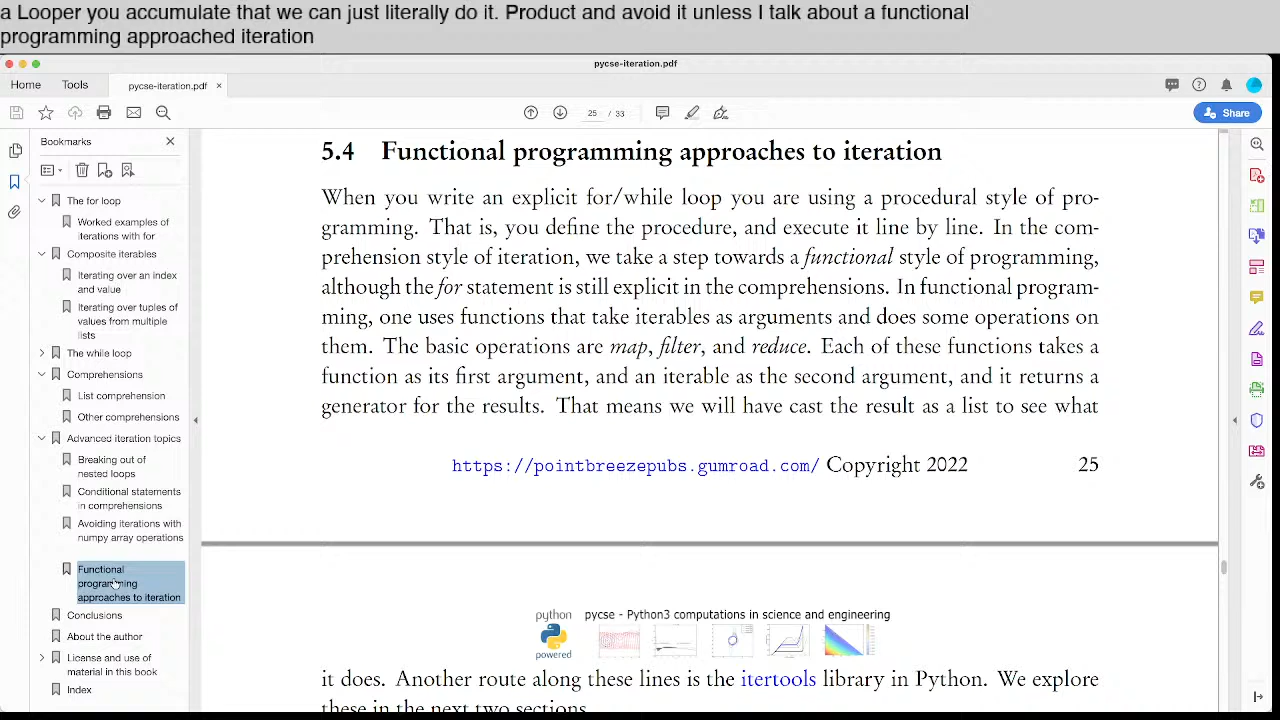 a Looper you accumulate that we can just literally do it. Product and avoid it unless I talk about a functional
programming approached iteration
pycse-iteration.pdf
Home
Tools
pycse-iteration.pdf ×
25 / 33
Share
Bookmarks
The for loop
Worked examples of
iterations with for
Composite iterables
Iterating over an index
and value
Iterating over tuples of
values from multiple
lists
The while loop
Comprehensions
List comprehension
Other comprehensions
Advanced iteration topics
Breaking out of
nested loops
Conditional statements
in comprehensions
Avoiding iterations with
numpy array operations
Functional
programming
approaches to iteration
Conclusions
About the author
License and use of
material in this book
Index
5.4 Functional programming approaches to iteration
When you write an explicit for/while loop you are using a procedural style of pro-
gramming. That is, you define the procedure, and execute it line by line. In the com-
prehension style of iteration, we take a step towards a functional style of programming,
although the for statement is still explicit in the comprehensions. In functional program-
ming, one uses functions that take iterables as arguments and does some operations on
them. The basic operations are map, filter, and reduce. Each of these functions takes a
function as its first argument, and an iterable as the second argument, and it returns a
generator for the results. That means we will have cast the result as a list to see what
https://pointbreezepubs.gumroad.com/ Copyright 2022 25
python
powered
pycse - Python3 computations in science and engineering
it does. Another route along these lines is the itertools library in Python. We explore
these in the next two sections.